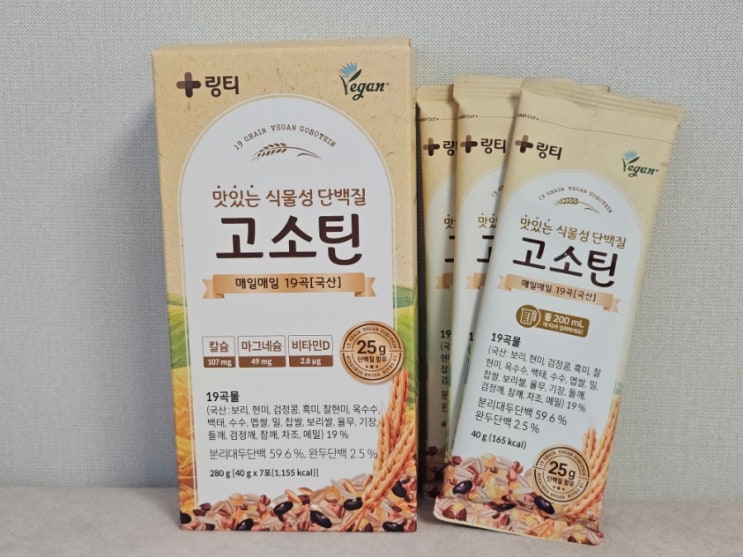 링티
Vegan
19 GRAIN VEGAN GOSOTEIN
맛있는 식물성 단백질
고소틴
매일매일 19곡[국산]
칼슘
107 mg
마그네슘
49 mg
비타민D
2.8 µg
25g
단백질 함유
19곡물
(국산 : 보리, 현미, 검정콩, 흑미, 찰현미, 옥수수,
백태, 수수, 멥쌀, 밀, 찹쌀, 보리쌀, 율무, 기장,
들깨, 검정깨, 참깨, 차조, 메밀) 19 %
분리대두단백 59.6 %, 완두단백 2.5 %
280 g [40 g x 7포(1,155 kcal)]
링티
링티
링티
Vegan
19 GRAIN VEGAN GOSOTEIN
맛있는 식물성 단백질
고소틴
매일매일 19곡[국산]
물 200 mL
19곡물
(국산: 보리, 현미, 검정콩, 흑미, 찰
현미, 옥수수, 백태, 수수, 멥쌀, 밀,
찹쌀, 보리쌀, 율무, 기장, 들깨,
검정깨, 참깨, 차조, 메밀) 19 %
분리대두단백 59.6 %
완두단백 2.5 %
40 g (165 kcal)
25g
단백질 함유